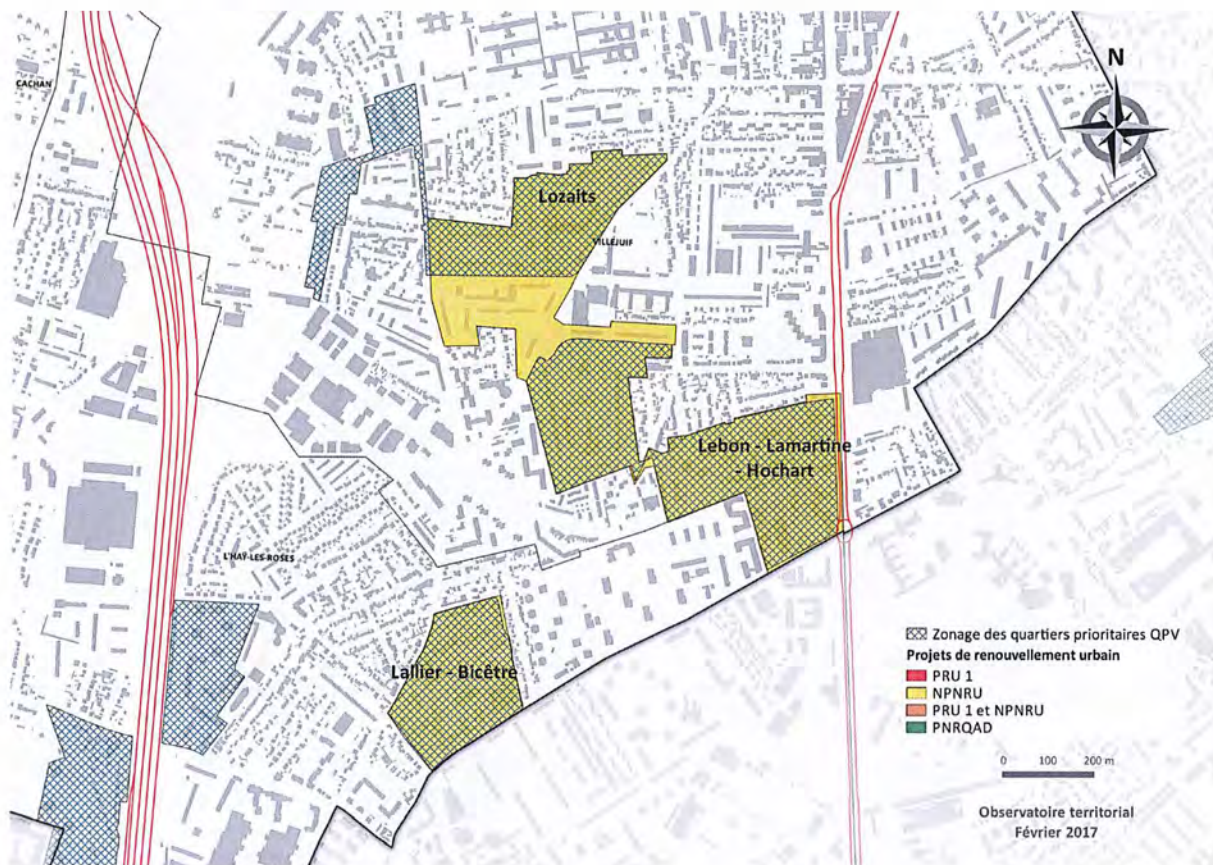 N
CACHAN
Lozaits
VILLEJUIF
Lebon - Lamartine
- Hochart
L'HAŸ-LES-ROSES
Lallier - Bicêtre
Zonage des quartiers prioritaires QPV
Projets de renouvellement urbain
PRU 1
NPNRU
PRU 1 et NPNRU
PNRQAD
0 100 200 m
Observatoire territorial
Février 2017